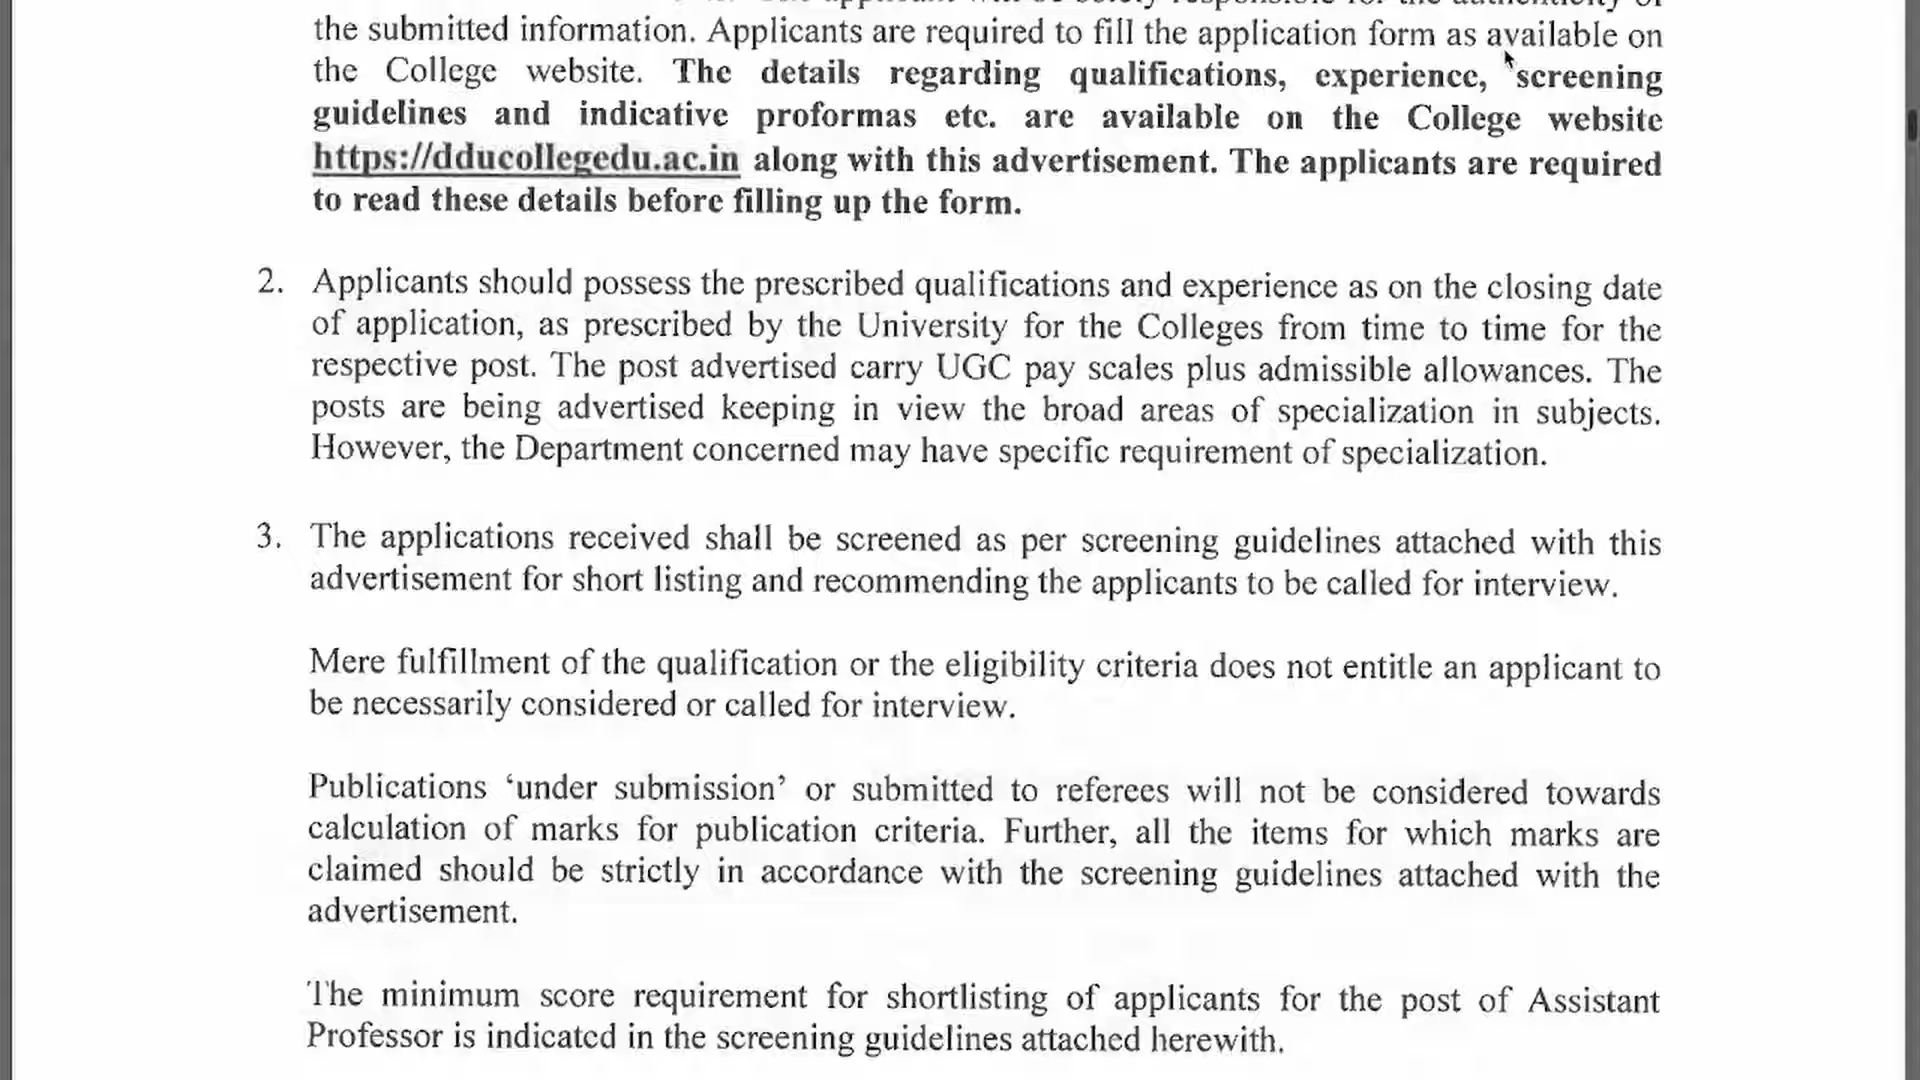 the submitted information. Applicants are required to fill the application form as available on
the College website. The details regarding qualifications, experience, screening
guidelines and indicative proformas etc. are available on the College website
https://dducollegedu.ac.in along with this advertisement. The applicants are required
to read these details before filling up the form.
2. Applicants should possess the prescribed qualifications and experience as on the closing date
of application, as prescribed by the University for the Colleges from time to time for the
respective post. The post advertised carry UGC pay scales plus admissible allowances. The
posts are being advertised keeping in view the broad areas of specialization in subjects.
However, the Department concerned may have specific requirement of specialization.
3. The applications received shall be screened as per screening guidelines attached with this
advertisement for short listing and recommending the applicants to be called for interview.
Mere fulfillment of the qualification or the eligibility criteria does not entitle an applicant to
be necessarily considered or called for interview.
Publications ‘under submission’ or submitted to referees will not be considered towards
calculation of marks for publication criteria. Further, all the items for which marks are
claimed should be strictly in accordance with the screening guidelines attached with the
advertisement.
The minimum score requirement for shortlisting of applicants for the post of Assistant
Professor is indicated in the screening guidelines attached herewith.